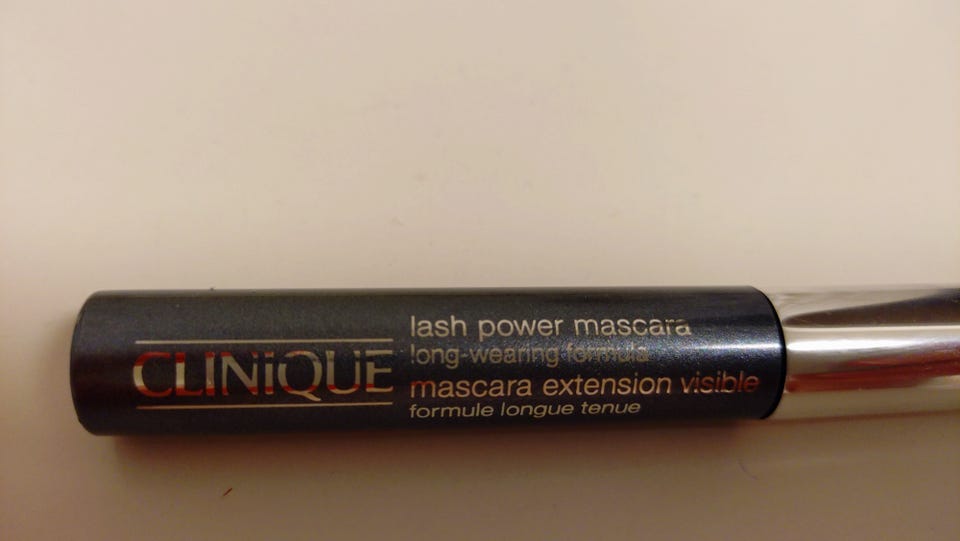 CLINIQUE
lash power mascara
long-wearing formula
mascara extension visible
formule longue tenue